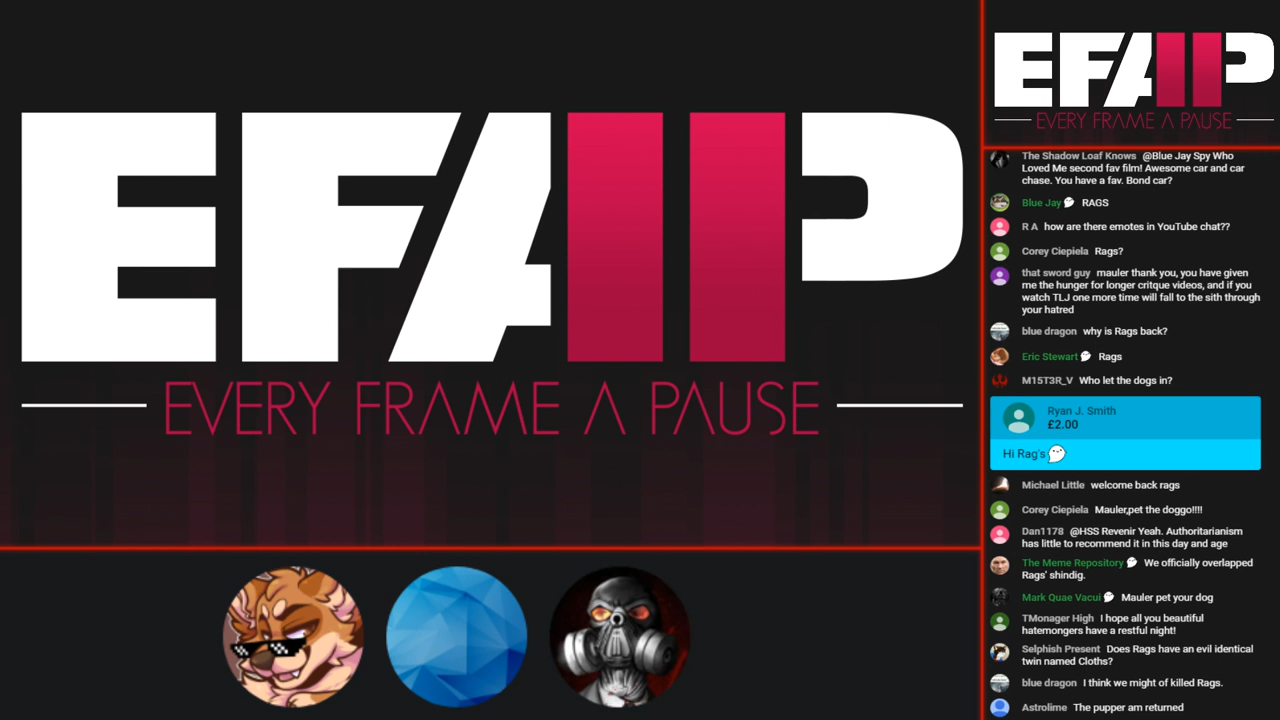 EFAP
EVERY FRAME A PAUSE
EFAP
EVERY FRAME A PAUSE
The Shadow Loaf Knows @Blue Jay Spy Who
Loved Me second fav film! Awesome car and car
chase. You have a fav. Bond car?
Blue Jay RAGS
R A how are there emotes in YouTube chat??
Corey Ciepiela Rags?
that sword guy mauler thank you, you have given
me the hunger for longer critque videos, and if you
watch TLJ one more time will fall to the sith through
your hatred
blue dragon why is Rags back?
Eric Stewart Rags
M15T3R_V Who let the dogs in?
Ryan J. Smith
£2.00
Hi Rag's
Michael Little welcome back rags
Corey Ciepiela Mauler,pet the doggo!!!!
Dan1178 @HSS Revenir Yeah. Authoritarianism
has little to recommend it in this day and age
The Meme Repository We officially overlapped
Rags' shindig.
Mark Quae Vacui Mauler pet your dog
TMonager High I hope all you beautiful
hatemongers have a restful night!
Selphish Present Does Rags have an evil identical
twin named Cloths?
blue dragon I think we might of killed Rags.
Astrolime The pupper am returned